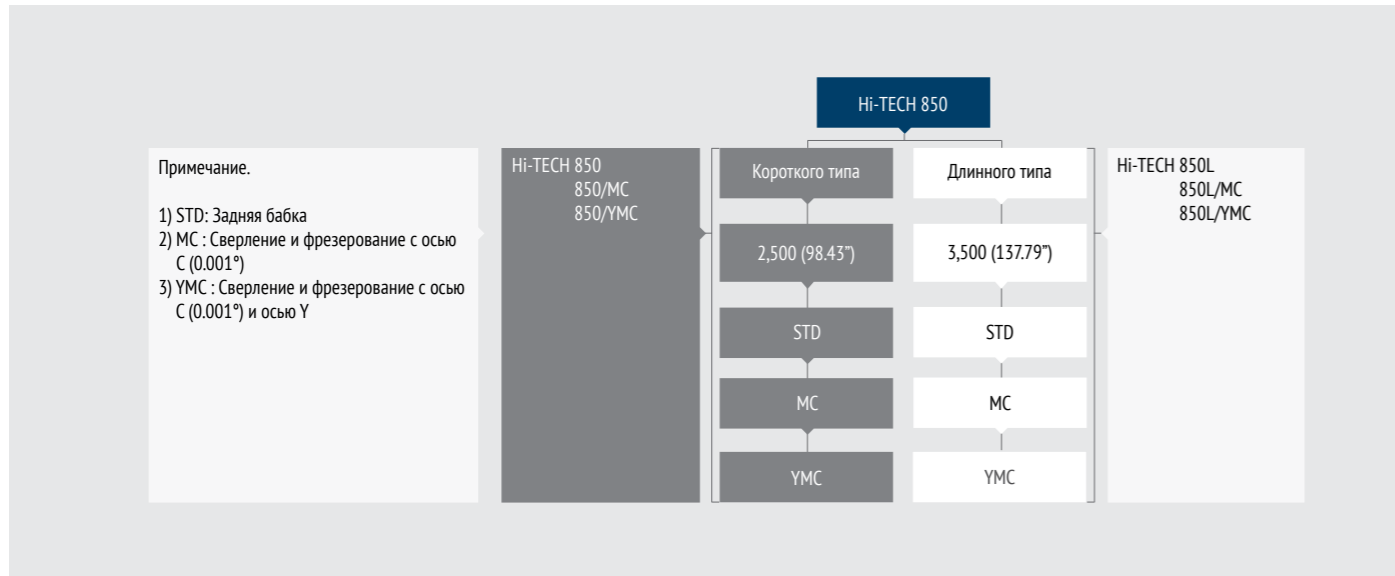 Hi-TECH 850
Примечание.
1) STD: Задняя бабка
2) MC : Сверление и фрезерование с осью
C (0.001°)
3) YMC : Сверление и фрезерование с осью
C (0.001°) и осью Y
Hi-TECH 850
850/MC
850/YMC
Короткого типа
2,500 (98.43”)
STD
MC
YMC
Длинного типа
3,500 (137.79”)
STD
MC
YMC
Hi-TECH 850L
850L/MC
850L/YMC